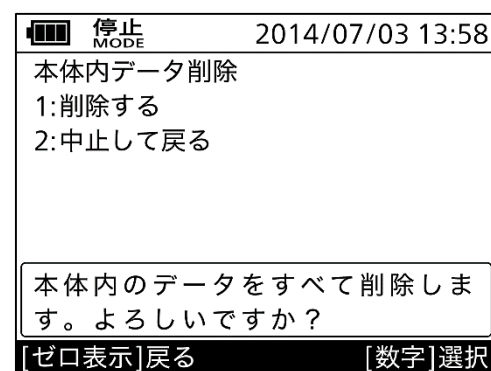 停止 2014/07/03 13:58
MODE
本体内データ削除
1:削除する
2:中止して戻る
本体内のデータをすべて削除しま
す。よろしいですか？
[ゼロ表示]戻る [数字]選択